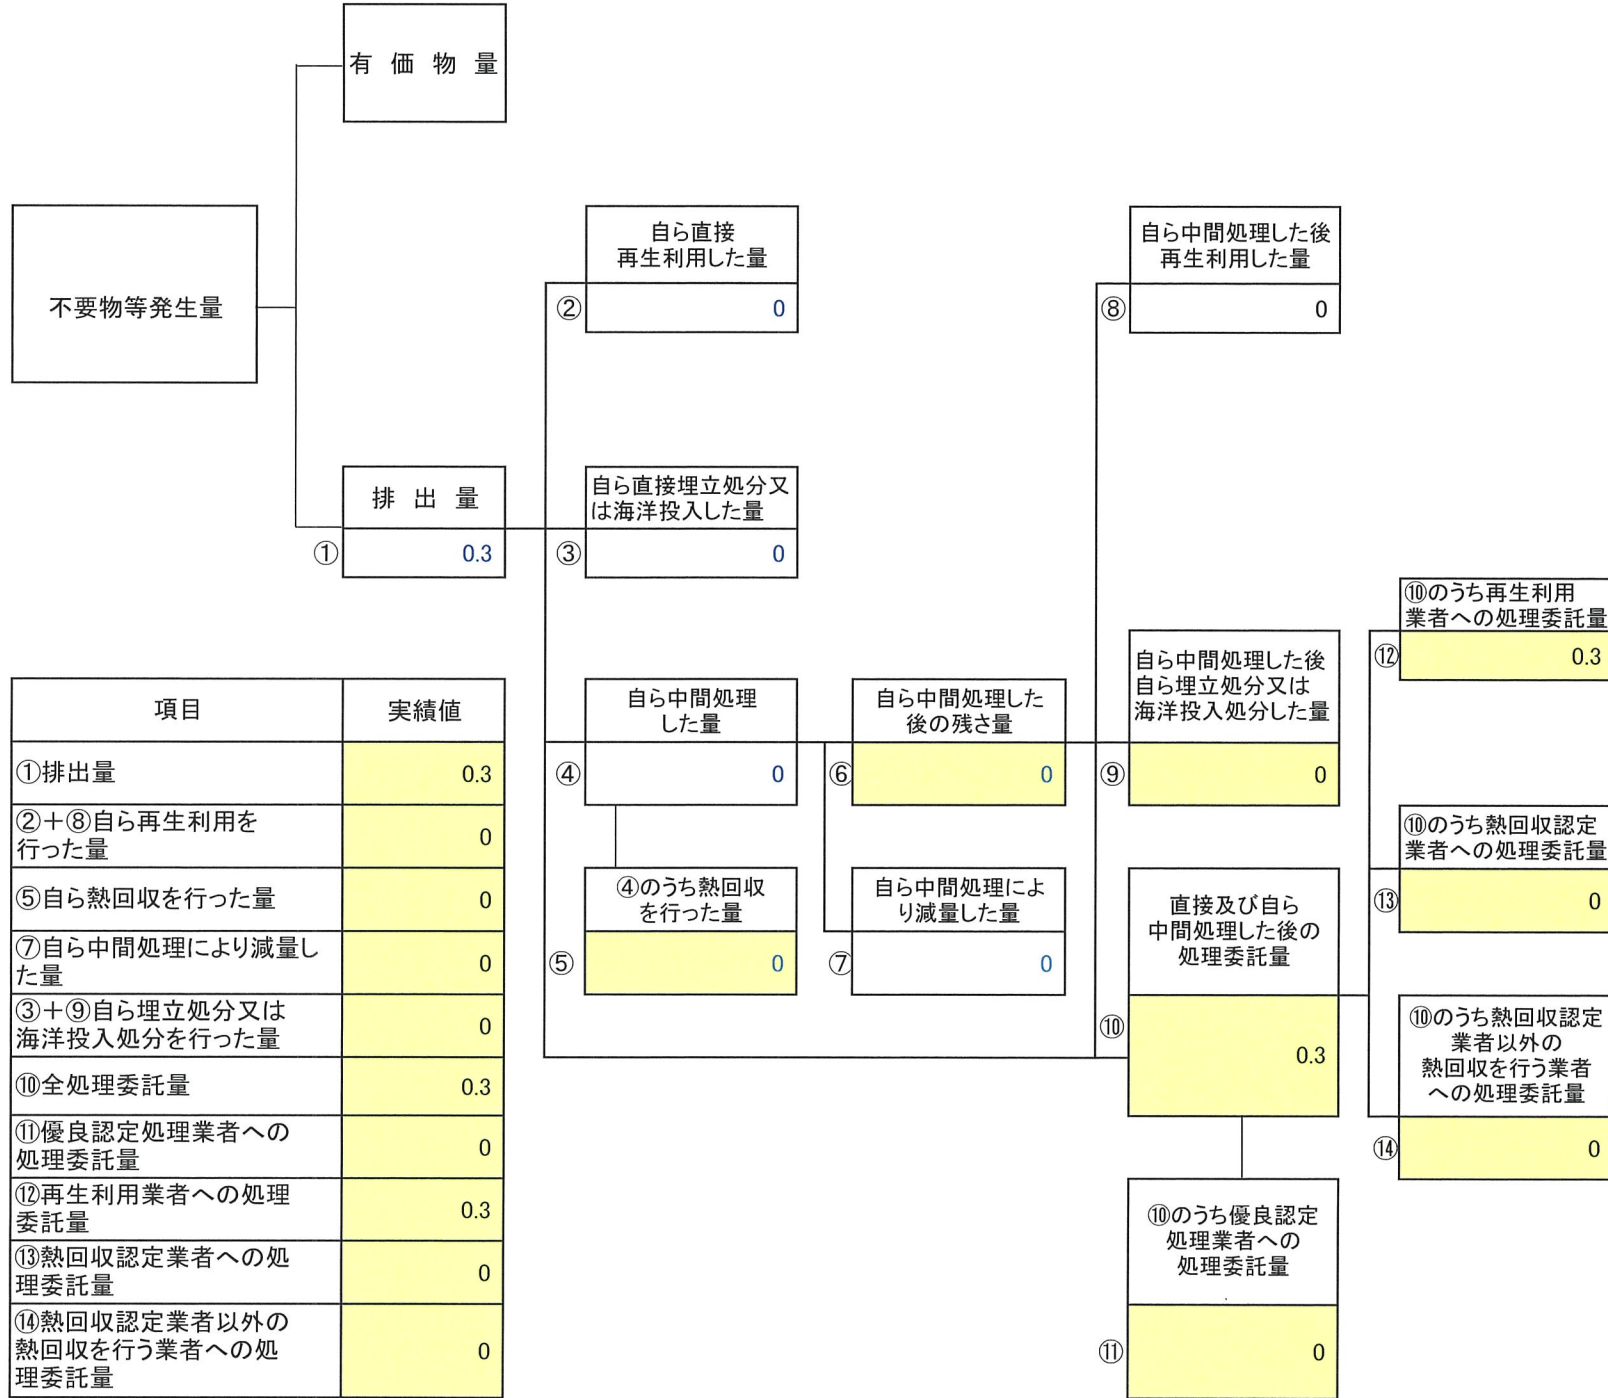 有価物量
不要物等発生量
自ら直接
再生利用した量
② 0
自ら中間処理した後
再生利用した量
⑧ 0
排出量
① 0.3
自ら直接埋立処分又
は海洋投入した量
③ 0
⑩のうち再生利用
業者への処理委託量
⑫ 0.3
自ら中間処理
した量
④ 0
自ら中間処理した
後の残さ量
⑥ 0
自ら中間処理した後
自ら埋立処分又は
海洋投入処分した量
⑨ 0
⑩のうち熱回収認定
業者への処理委託量
⑬ 0
④のうち熱回収
を行った量
⑤ 0
自ら中間処理によ
り減量した量
⑦ 0
直接及び自ら
中間処理した後の
処理委託量
⑩ 0.3
⑩のうち熱回収認定
業者以外の
熱回収を行う業者
への処理委託量
⑭ 0
⑩のうち優良認定
処理業者への
処理委託量
⑪ 0
項目 実績値
①排出量 0.3
②+⑧自ら再生利用を
行った量 0
⑤自ら熱回収を行った量 0
⑦自ら中間処理により減量し
た量 0
③+⑨自ら埋立処分又は
海洋投入処分を行った量 0
⑩全処理委託量 0.3
⑪優良認定処理業者への
処理委託量 0
⑫再生利用業者への処理
委託量 0.3
⑬熱回収認定業者への処
理委託量 0
⑭熱回収認定業者以外の
熱回収を行う業者への処
理委託量 0